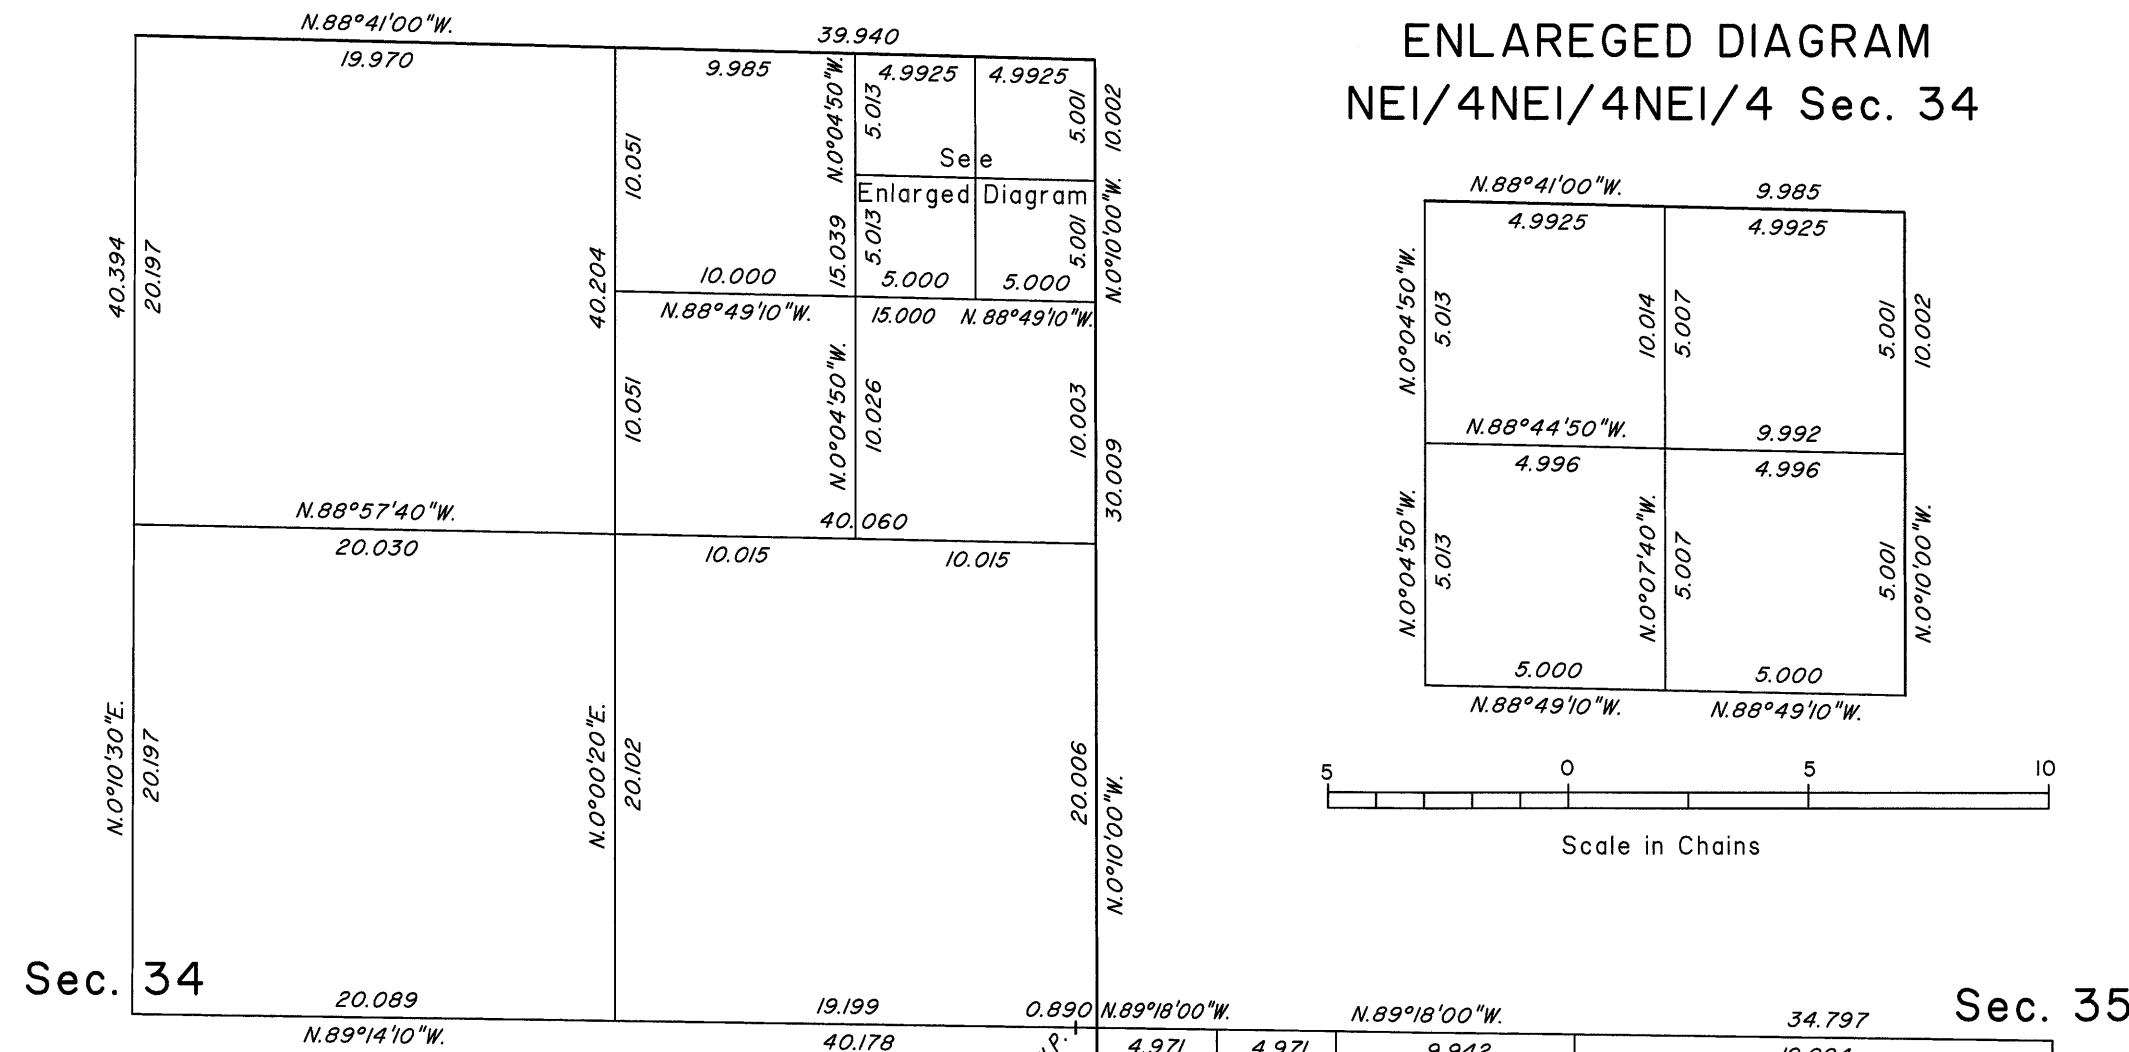 ENLAREGED DIAGRAM
NE1/4NE1/4NE1/4 Sec. 34
N.88°41'00"W.
39.940
19.970
9.985
4.9925
4.9925
N.0°04'50"W.
5.013
5.001
10.002
10.051
See
Enlarged Diagram
N.0°10'00"W.
40.394
20.197
40.204
15.039
5.013
5.001
10.000
5.000
5.000
N.88°49'10"W.
15.000
N.88°49'10"W.
10.051
N.0°04'50"W.
10.026
10.003
30.009
N.88°57'40"W.
40.060
20.030
10.015
10.015
N.0°10'30"E.
20.197
N.0°00'20"E.
20.102
20.006
N.0°10'00"W.
Sec. 34
20.089
19.199
0.890
N.89°18'00"W.
N.89°18'00"W.
34.797
Sec. 35
N.89°14'10"W.
40.178
4.971
4.971
9.942
N.88°41'00"W.
9.985
4.9925
4.9925
N.0°04'50"W.
5.013
10.014
5.007
5.001
10.002
N.88°44'50"W.
9.992
4.996
4.996
N.0°04'50"W.
5.013
N.0°07'40"W.
5.007
5.001
N.0°10'00"W.
5.000
5.000
N.88°49'10"W.
N.88°49'10"W.
5 0 5 10
Scale in Chains